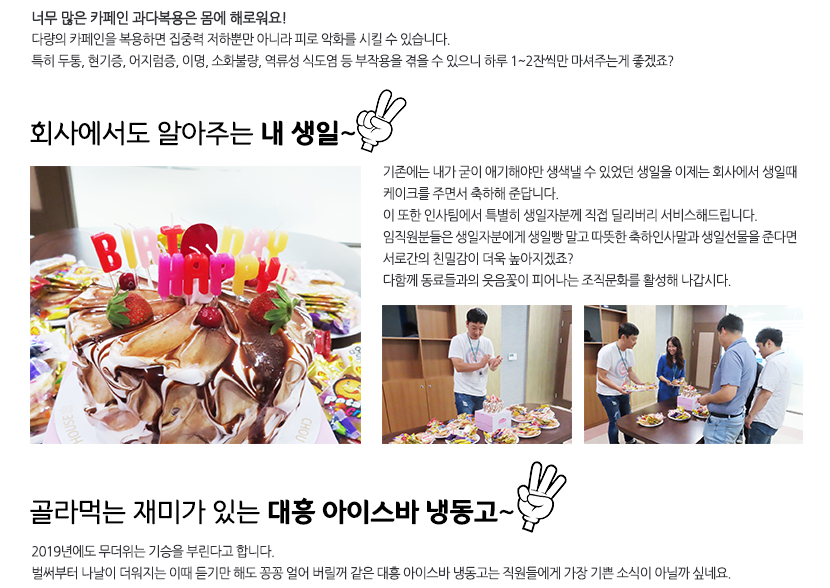 너무 많은 카페인 과다복용은 몸에 해로워요!
다량의 카페인을 복용하면 집중력 저하뿐만 아니라 피로 악화를 시킬 수 있습니다.
특히 두통, 현기증, 어지럼증, 이명, 소화불량, 역류성 식도염 등 부작용을 겪을 수 있으니 하루 1~2잔씩만 마셔주는게 좋겠죠?
회사에서도 알아주는 내 생일~
기존에는 내가 굳이 얘기해야만 생색낼 수 있었던 생일을 이제는 회사에서 생일때
케이크를 주면서 축하해 준답니다.
이 또한 인사팀에서 특별히 생일자분께 직접 딜리버리 서비스해드립니다.
임직원분들은 생일자분에게 생일빵 말고 따뜻한 축하인사말과 생일선물을 준다면
서로간의 친밀감이 더욱 높아지겠죠?
다함께 동료들과의 웃음꽃이 피어나는 조직문화를 활성해 나갑시다.
BIRTHDAY
HAPPY
골라먹는 재미가 있는 대흥 아이스바 냉동고~
2019년에도 무더위는 기승을 부린다고 합니다.
벌써부터 나날이 더워지는 이때 듣기만 해도 꽁꽁 얼어 버릴꺼 같은 대흥 아이스바 냉동고는 직원들에게 가장 기쁜 소식이 아닐까 싶네요.